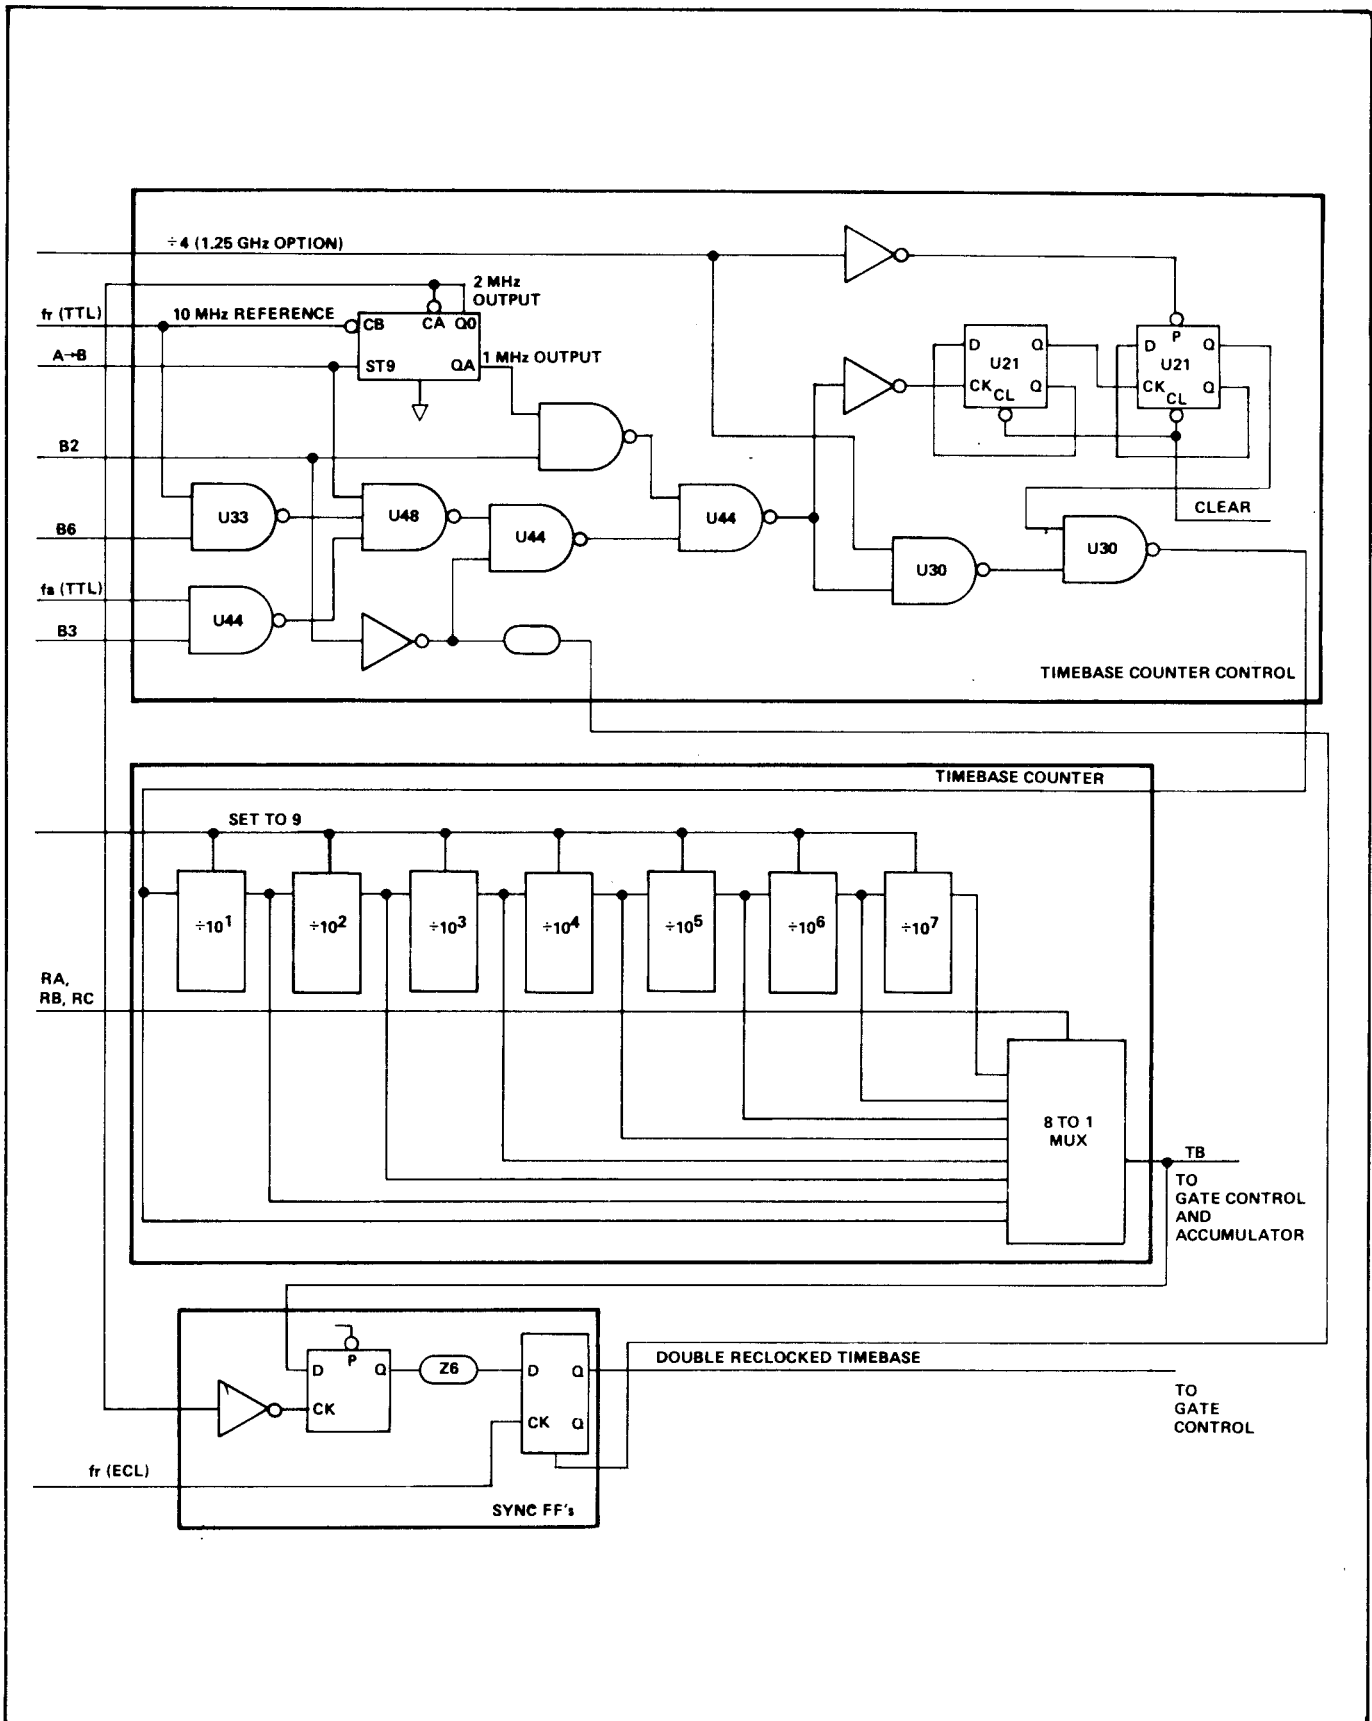 ÷4 (1.25 GHz OPTION)
2 MHz
OUTPUT
fr (TTL)
10 MHz REFERENCE
CB
CA
Q0
A→B
ST9
QA
1 MHz OUTPUT
P
D
U21
Q
CK
CL
Q
D
U21
Q
CK
CL
Q
B2
CLEAR
U33
U48
U44
U44
U30
U30
B6
fa (TTL)
U44
B3
TIMEBASE COUNTER CONTROL
TIMEBASE COUNTER
SET TO 9
÷10¹
÷10²
÷10³
÷10⁴
÷10⁵
÷10⁶
÷10⁷
RA,
RB, RC
8 TO 1
MUX
TB
TO
GATE CONTROL
AND
ACCUMULATOR
P
D
Q
CK
Z6
D
Q
CK
Q
DOUBLE RECLOCKED TIMEBASE
TO
GATE
CONTROL
fr (ECL)
SYNC FF's